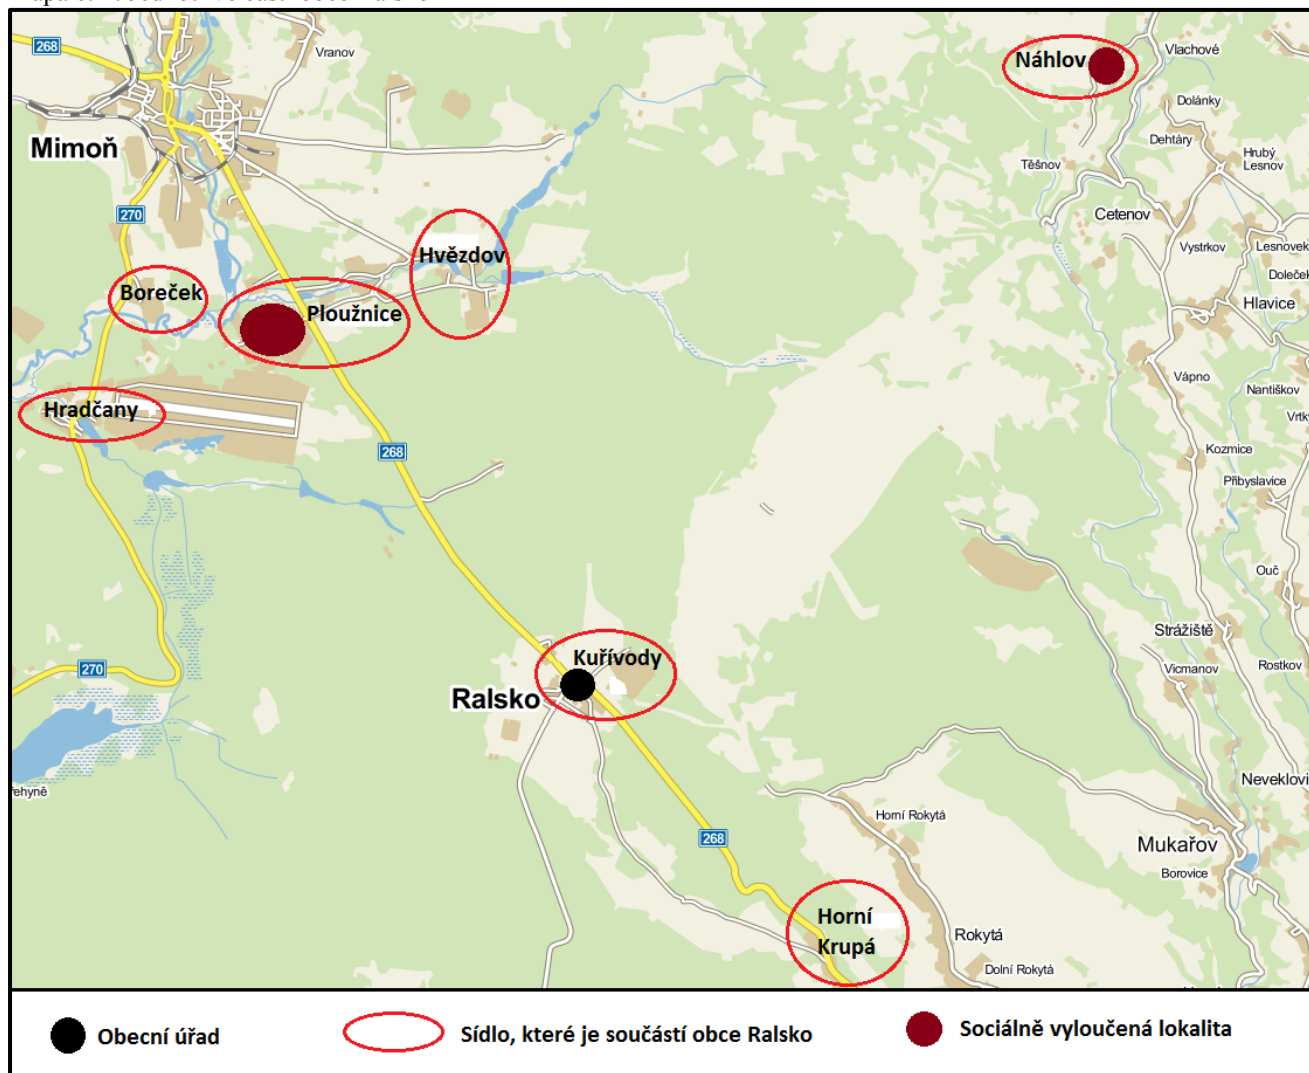 268
Vranov
Náhlov
Vlachové
Dolánky
Mimoň
Dehtáry
Hrubý
Lesnov
Těšnov
270
Cetenov
Hvězdov
Vystrkov
Lesnovek
Doleček
Boreček
Ploužnice
Hlavice
Vápno
Nantiškov
Hradčany
Vrtky
268
Kozmice
Přibyslavice
Ouč
Strážiště
Kuřívody
270
Vicmanov
Rostkov
Ralsko
Neveklovi
řehyně
Horní Rokytá
268
Mukařov
Borovice
Horní
Krupá
Rokytá
Dolní Rokytá
Obecní úřad
Sídlo, které je součástí obce Ralsko
Sociálně vyloučená lokalita